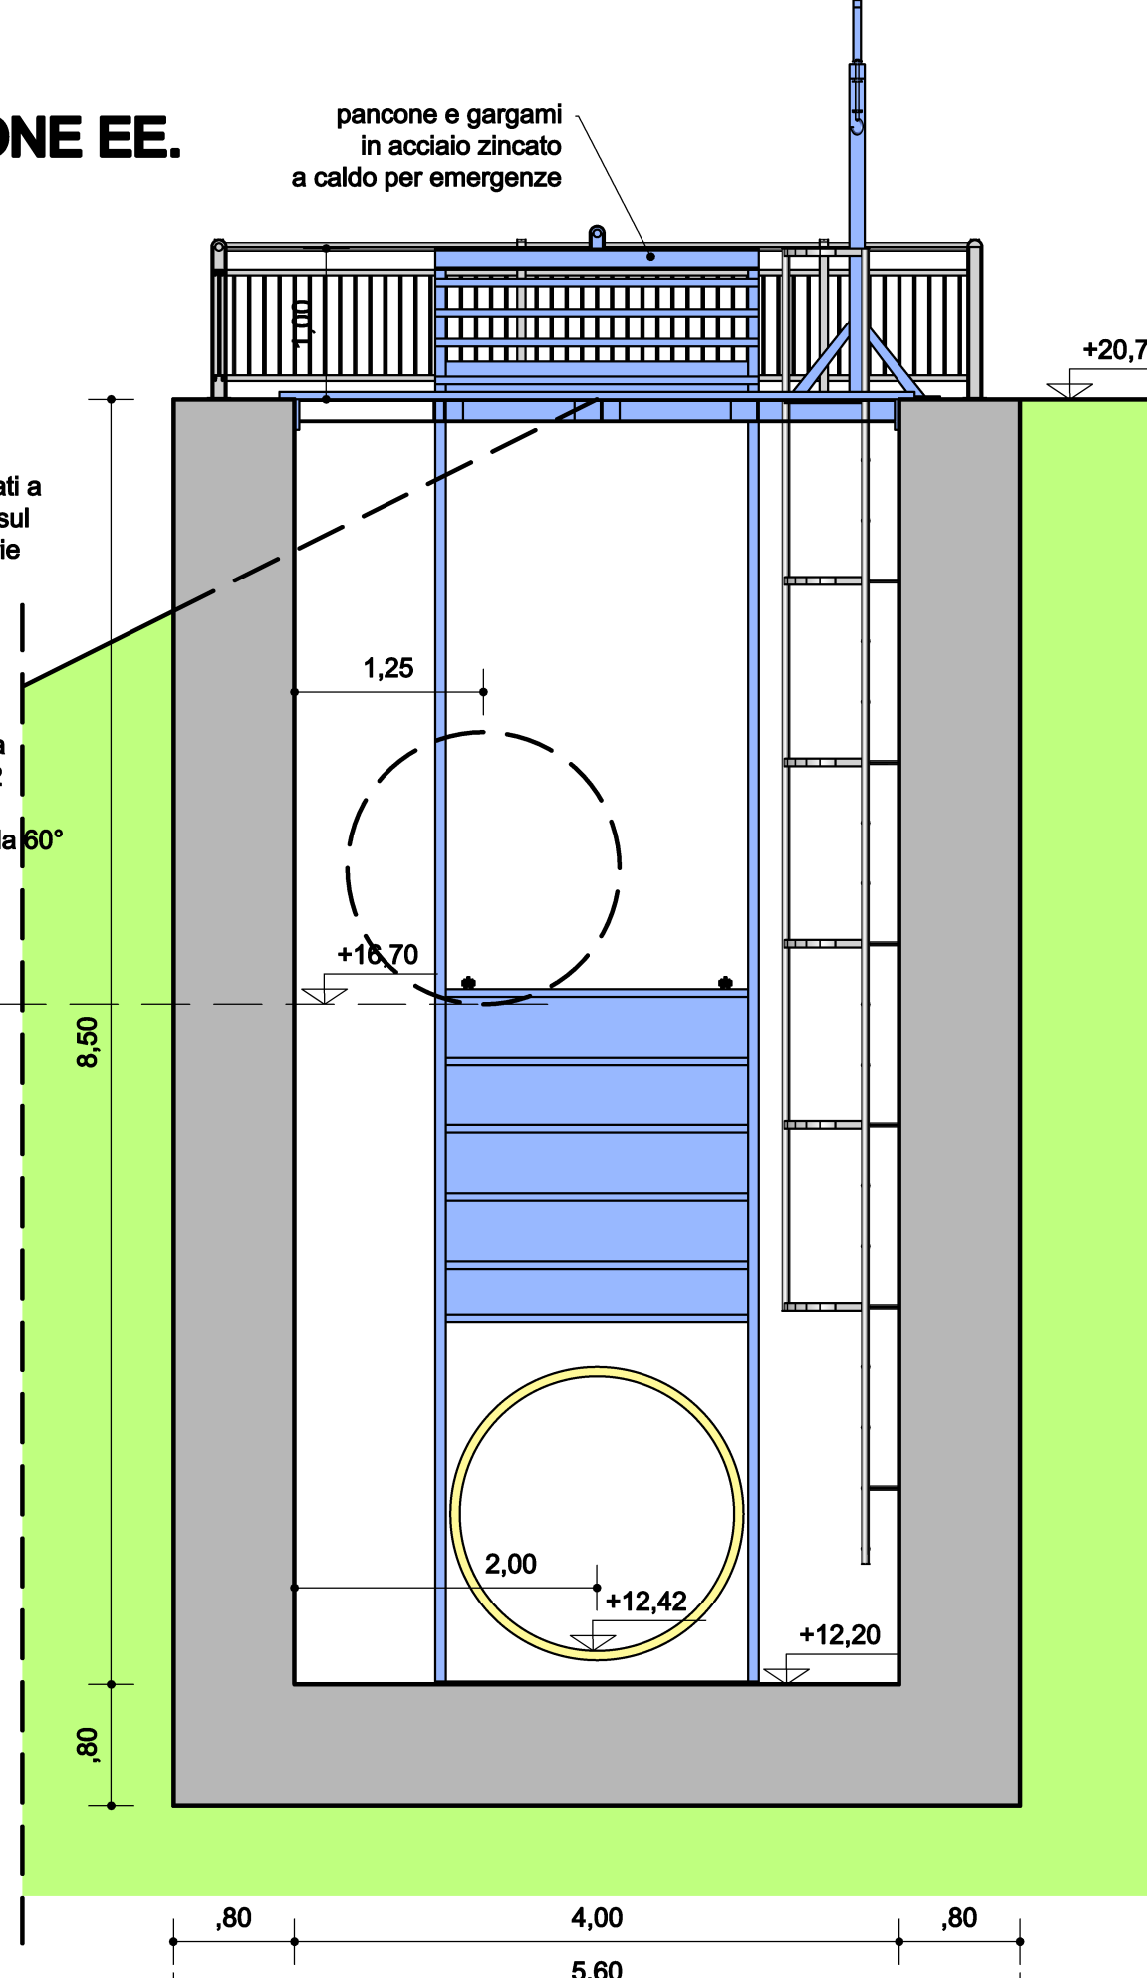 ONE EE.
pancone e gargami
in acciaio zincato
a caldo per emergenze
1,00
+20,7
ati a
sul
ie
1,25
a
la 60°
+16,70
8,50
2,00
+12,42
+12,20
,80
,80
4,00
,80
5,60